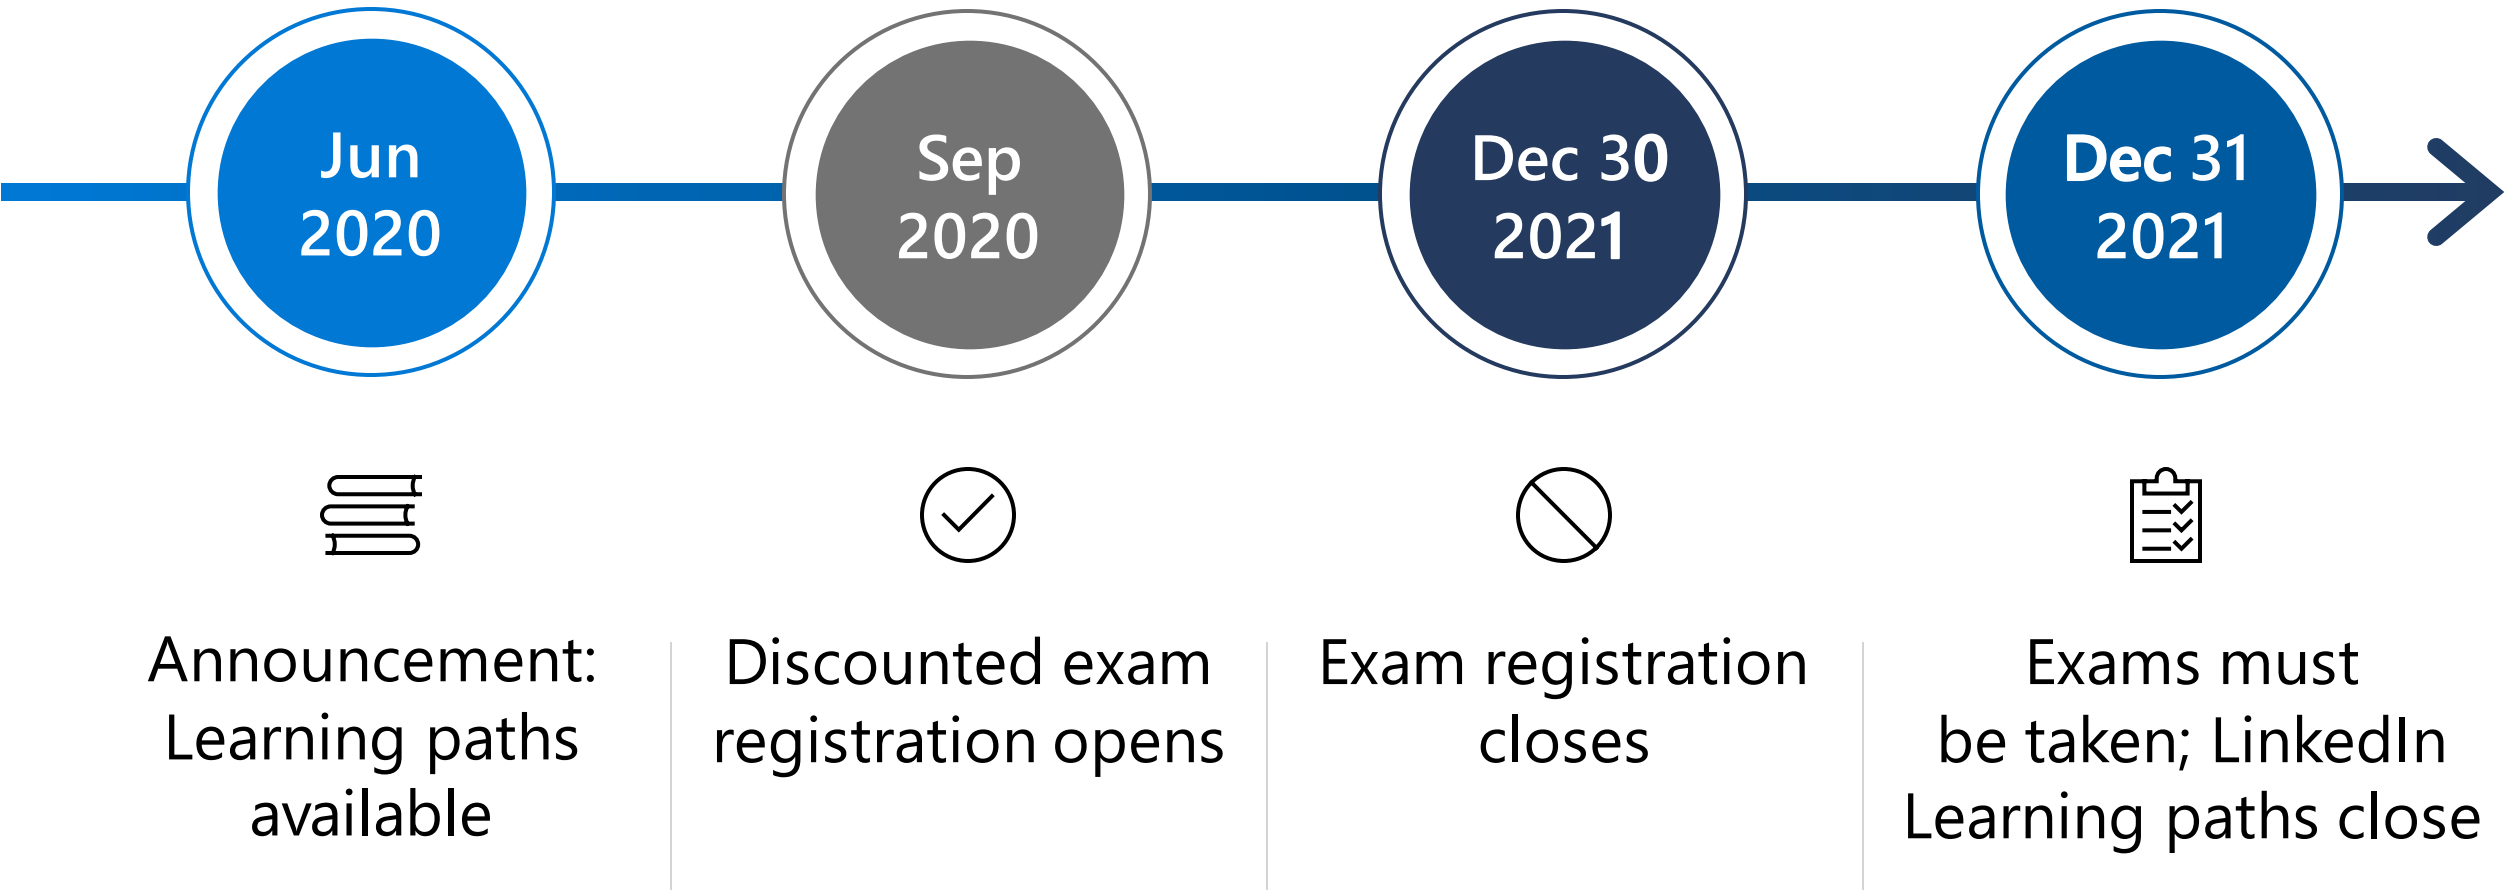 Jun
2020
Sep
2020
Dec 30
2021
Dec 31
2021
Announcement:
Learning paths
available
Discounted exam
registration opens
Exam registration
closes
Exams must
be taken; LinkedIn
Learning paths close